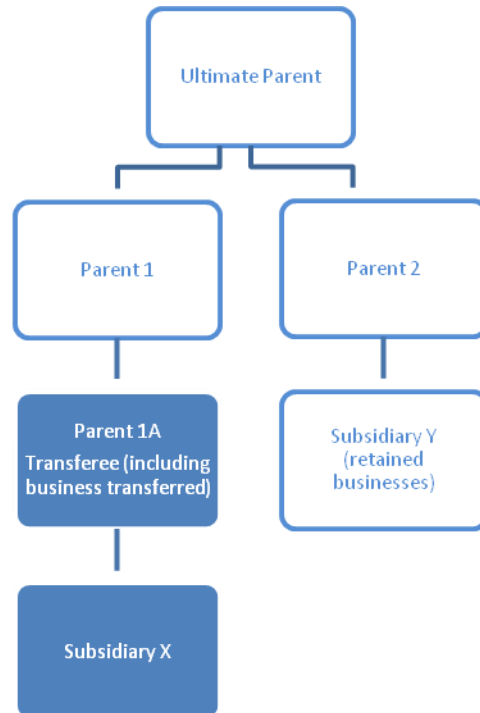 Ultimate Parent
Parent 1
Parent 2
Parent 1A
Transferee (including
business transferred)
Subsidiary Y
(retained
businesses)
Subsidiary X